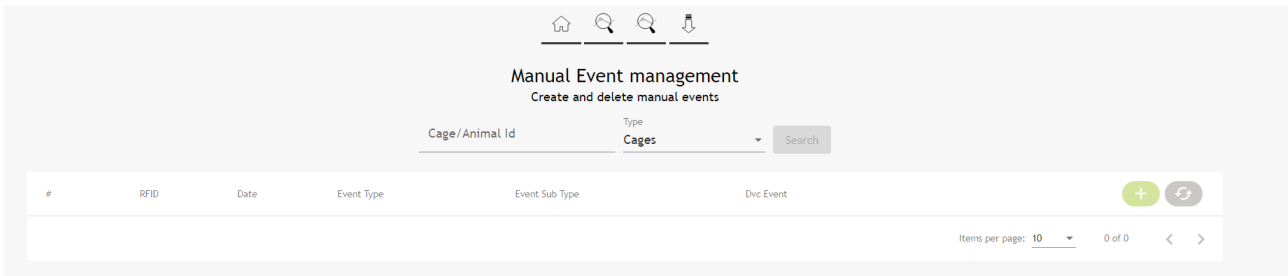 Manual Event management
Create and delete manual events
Cage/Animal Id
Type
Cages
Search
# RFID Date Event Type Event Sub Type Dvc Event
Items per page: 10 0 of 0